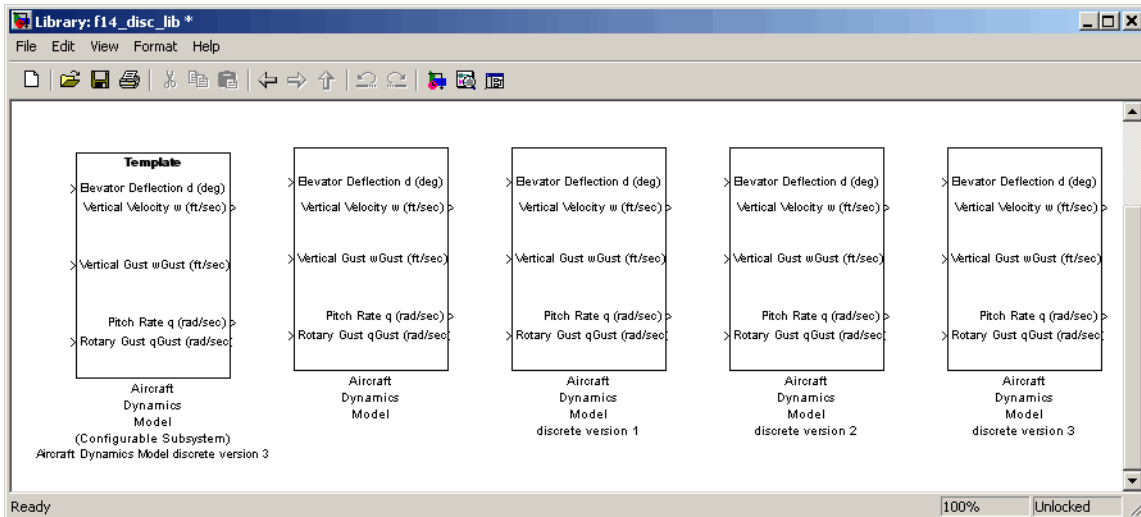 Library: f14_disc_lib *
File Edit View Format Help
Template
Elevator Deflection d (deg)
Vertical Velocity w (ft/sec)
Vertical Gust wGust (ft/sec)
Pitch Rate q (rad/sec)
Rotary Gust qGust (rad/sec)
Aircraft
Dynamics
Model
(Configurable Subsystem)
Aircraft Dynamics Model discrete version 3
Elevator Deflection d (deg)
Vertical Velocity w (ft/sec)
Vertical Gust wGust (ft/sec)
Pitch Rate q (rad/sec)
Rotary Gust qGust (rad/sec)
Aircraft
Dynamics
Model
Elevator Deflection d (deg)
Vertical Velocity w (ft/sec)
Vertical Gust wGust (ft/sec)
Pitch Rate q (rad/sec)
Rotary Gust qGust (rad/sec)
Aircraft
Dynamics
Model
discrete version 1
Elevator Deflection d (deg)
Vertical Velocity w (ft/sec)
Vertical Gust wGust (ft/sec)
Pitch Rate q (rad/sec)
Rotary Gust qGust (rad/sec)
Aircraft
Dynamics
Model
discrete version 2
Elevator Deflection d (deg)
Vertical Velocity w (ft/sec)
Vertical Gust wGust (ft/sec)
Pitch Rate q (rad/sec)
Rotary Gust qGust (rad/sec)
Aircraft
Dynamics
Model
discrete version 3
Ready 100% Unlocked